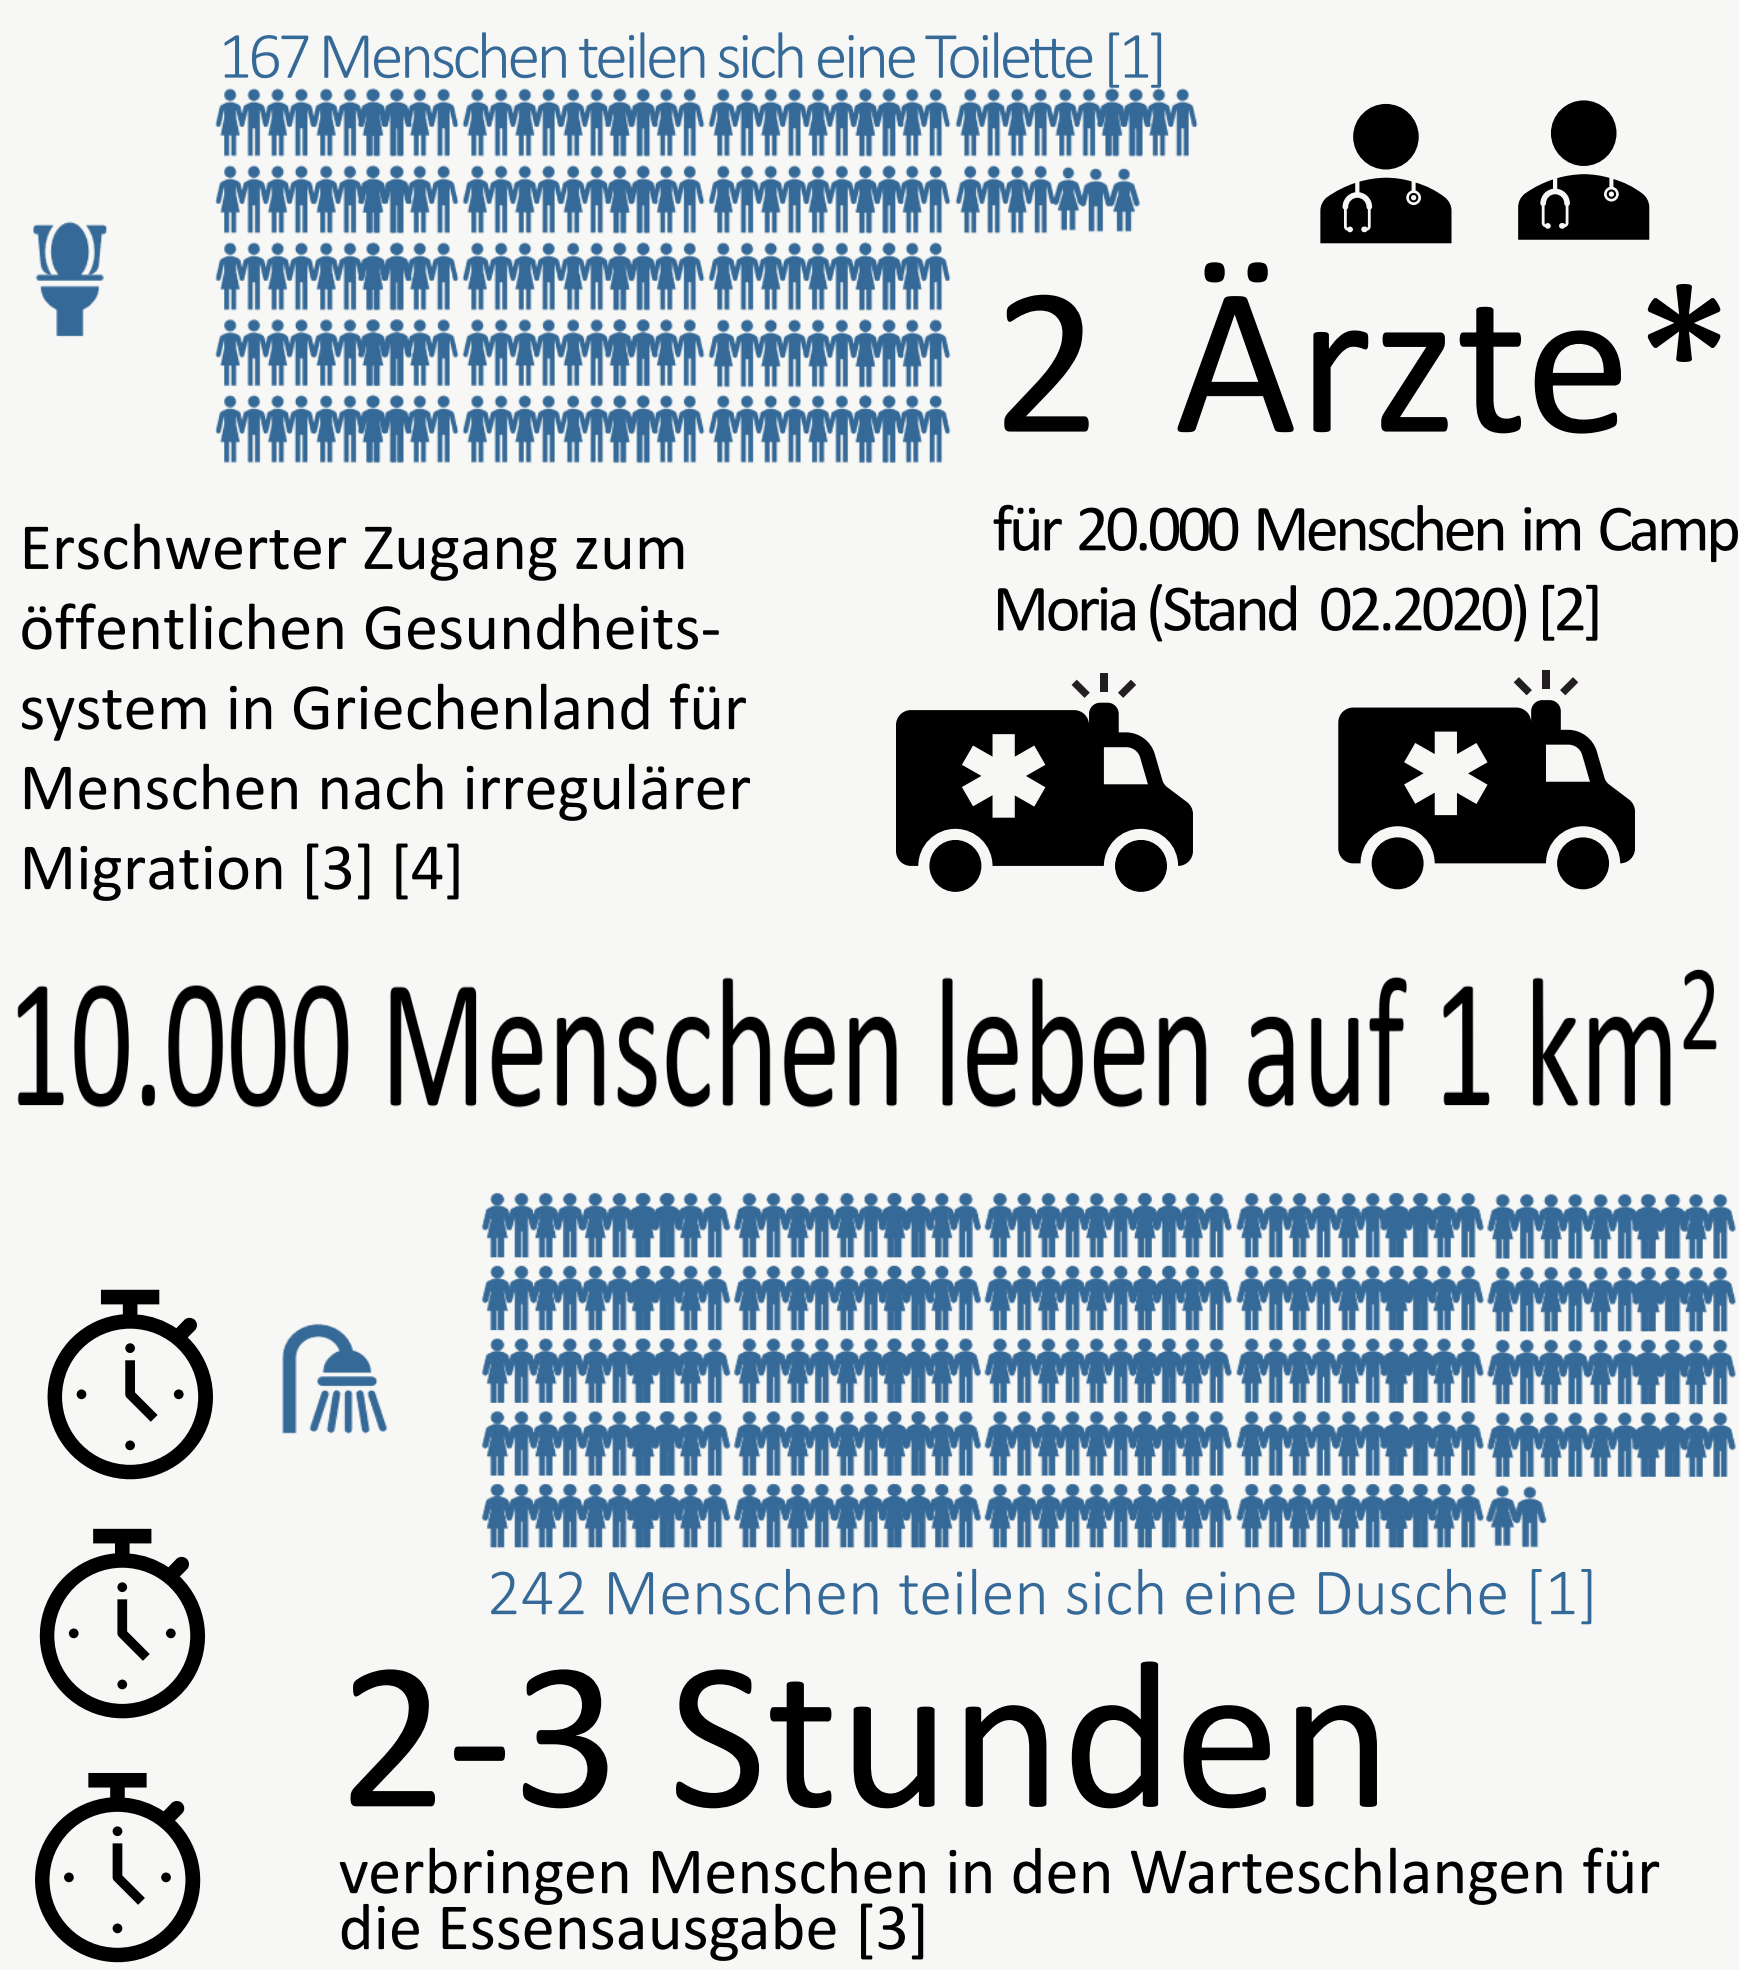 167 Menschen teilen sich eine Toilette [1]
2 Ärzte*
für 20.000 Menschen im Camp
Moria (Stand 02.2020) [2]
Erschwerter Zugang zum
öffentlichen Gesundheits-
system in Griechenland für
Menschen nach irregulärer
Migration [3] [4]
10.000 Menschen leben auf 1 km²
242 Menschen teilen sich eine Dusche [1]
2-3 Stunden
verbringen Menschen in den Warteschlangen für
die Essensausgabe [3]